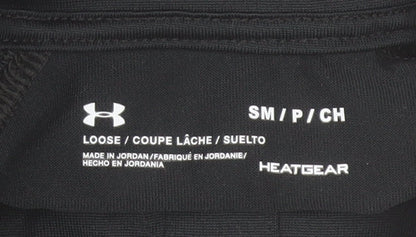 SM / P / CH
LOOSE / COUPE LÂCHE / SUELTO
MADE IN JORDAN / FABRIQUÉ EN JORDANIE /
HECHO EN JORDANIA
HEATGEAR